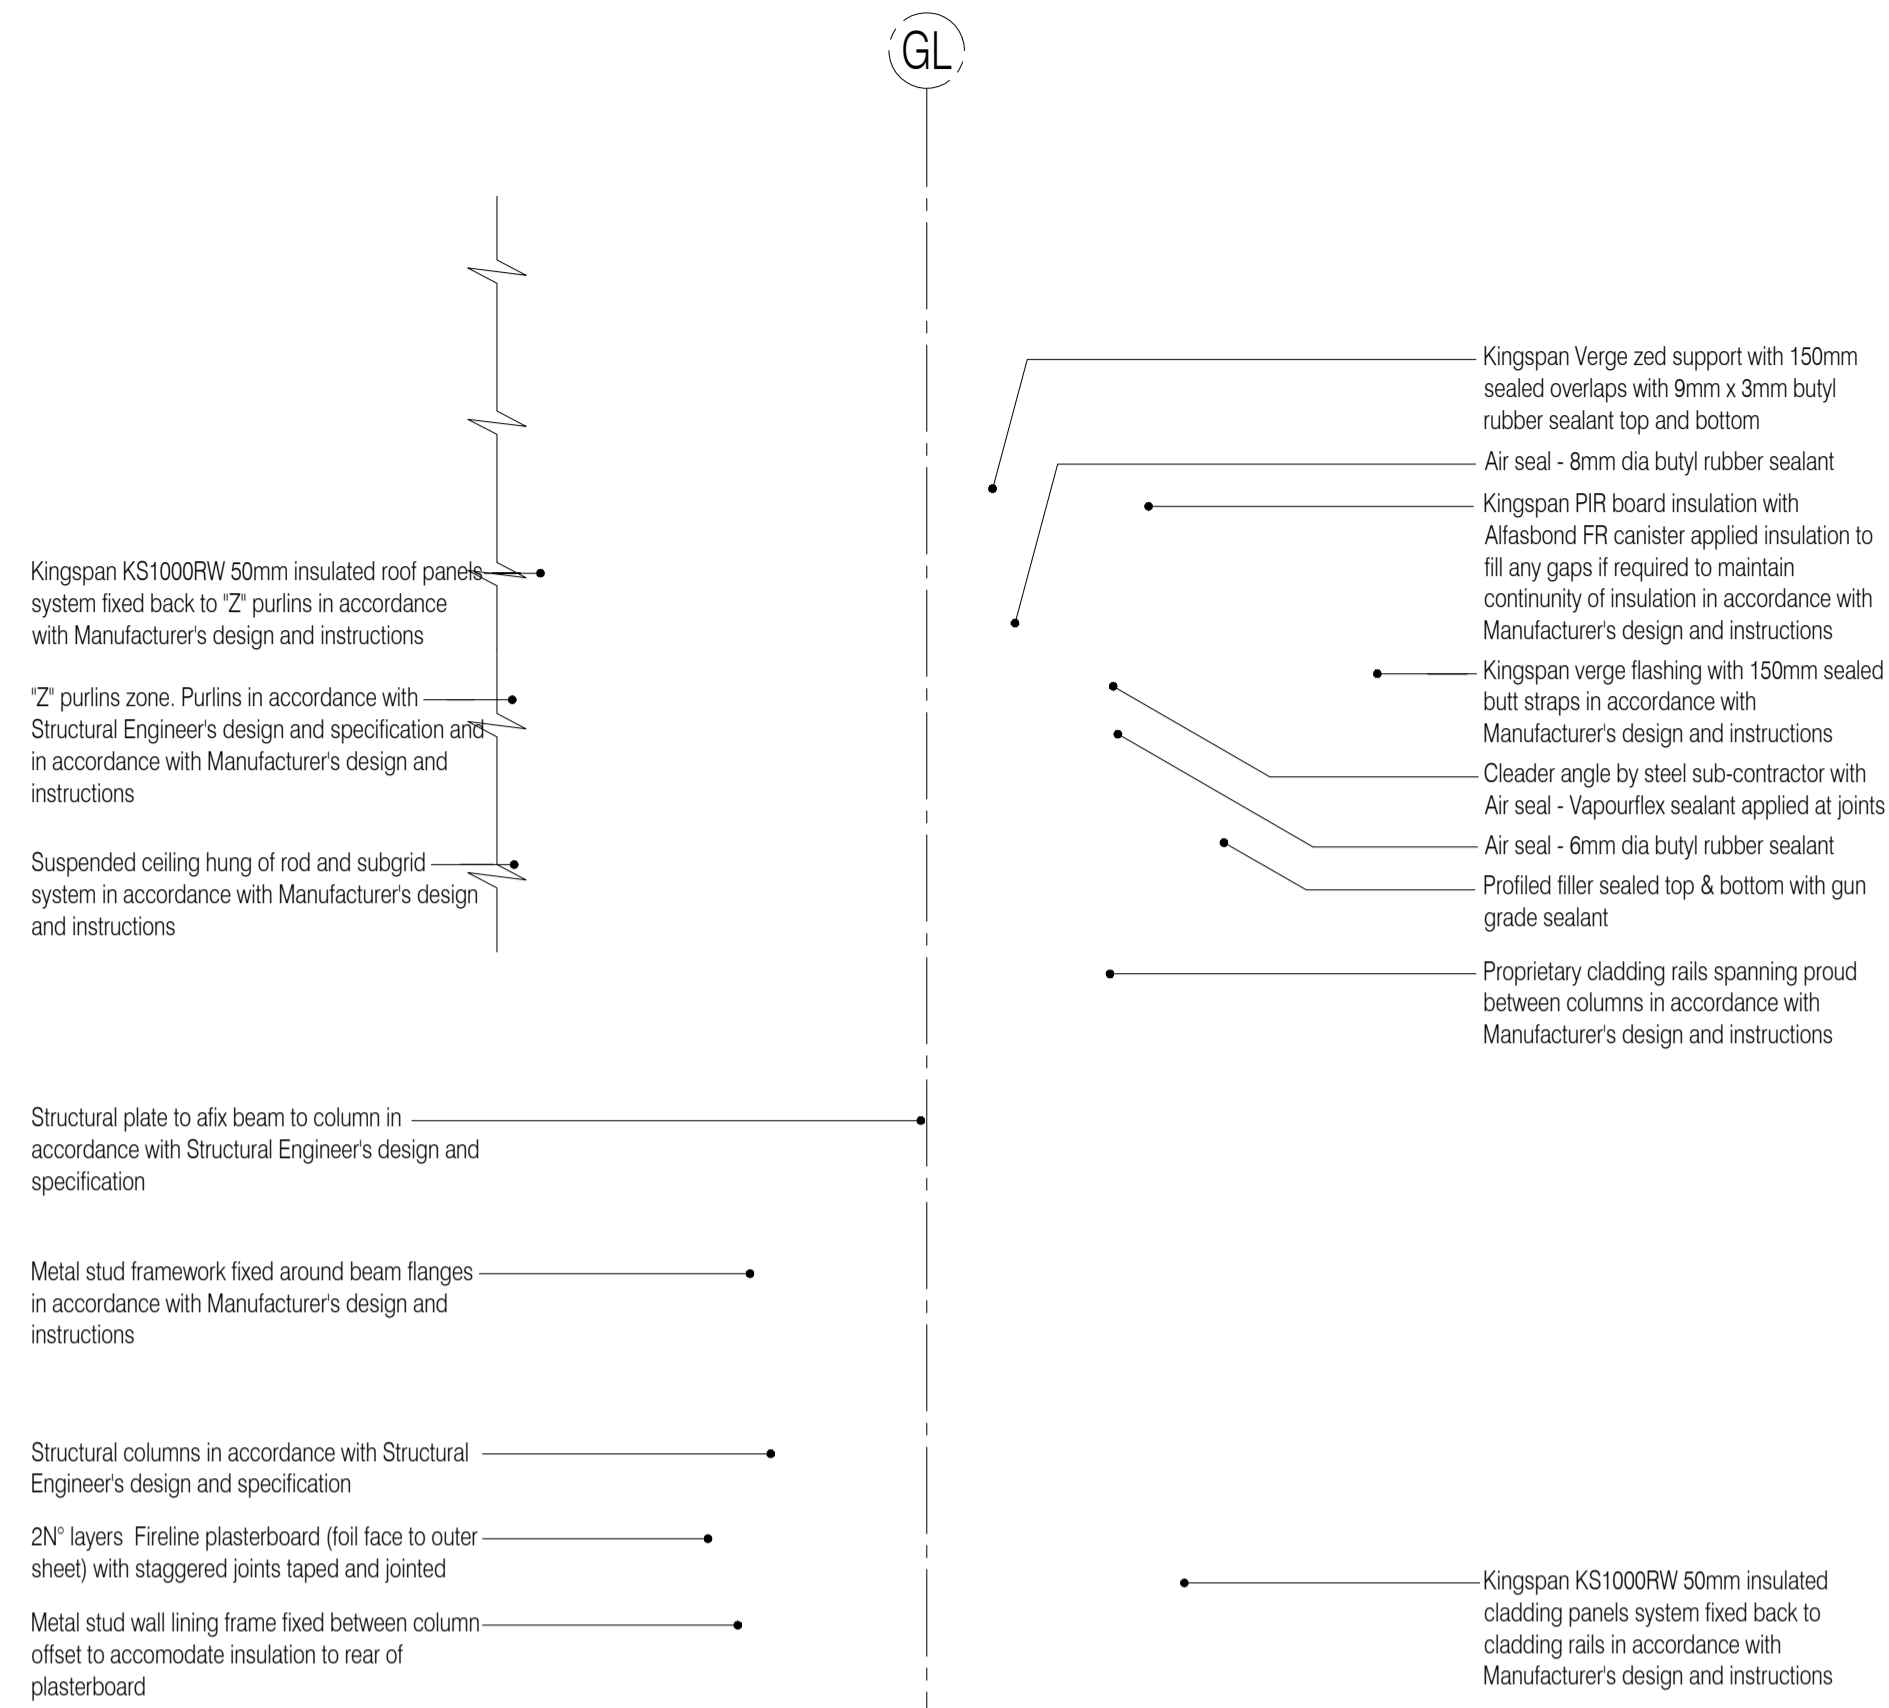 GL
Kingspan KS1000RW 50mm insulated roof panels
system fixed back to "Z" purlins in accordance
with Manufacturer's design and instructions
"Z" purlins zone. Purlins in accordance with
Structural Engineer's design and specification and
in accordance with Manufacturer's design and
instructions
Suspended ceiling hung of rod and subgrid
system in accordance with Manufacturer's design
and instructions
Structural plate to afix beam to column in
accordance with Structural Engineer's design and
specification
Metal stud framework fixed around beam flanges
in accordance with Manufacturer's design and
instructions
Structural columns in accordance with Structural
Engineer's design and specification
2N° layers  Fireline plasterboard (foil face to outer
sheet) with staggered joints taped and jointed
Metal stud wall lining frame fixed between column
offset to accomodate insulation to rear of
plasterboard
Kingspan Verge zed support with 150mm
sealed overlaps with 9mm x 3mm butyl
rubber sealant top and bottom
Air seal - 8mm dia butyl rubber sealant
Kingspan PIR board insulation with
Alfasbond FR canister applied insulation to
fill any gaps if required to maintain
continunity of insulation in accordance with
Manufacturer's design and instructions
Kingspan verge flashing with 150mm sealed
butt straps in accordance with
Manufacturer's design and instructions
Cleader angle by steel sub-contractor with
Air seal - Vapourflex sealant applied at joints
Air seal - 6mm dia butyl rubber sealant
Profiled filler sealed top & bottom with gun
grade sealant
Proprietary cladding rails spanning proud
between columns in accordance with
Manufacturer's design and instructions
Kingspan KS1000RW 50mm insulated
cladding panels system fixed back to
cladding rails in accordance with
Manufacturer's design and instructions